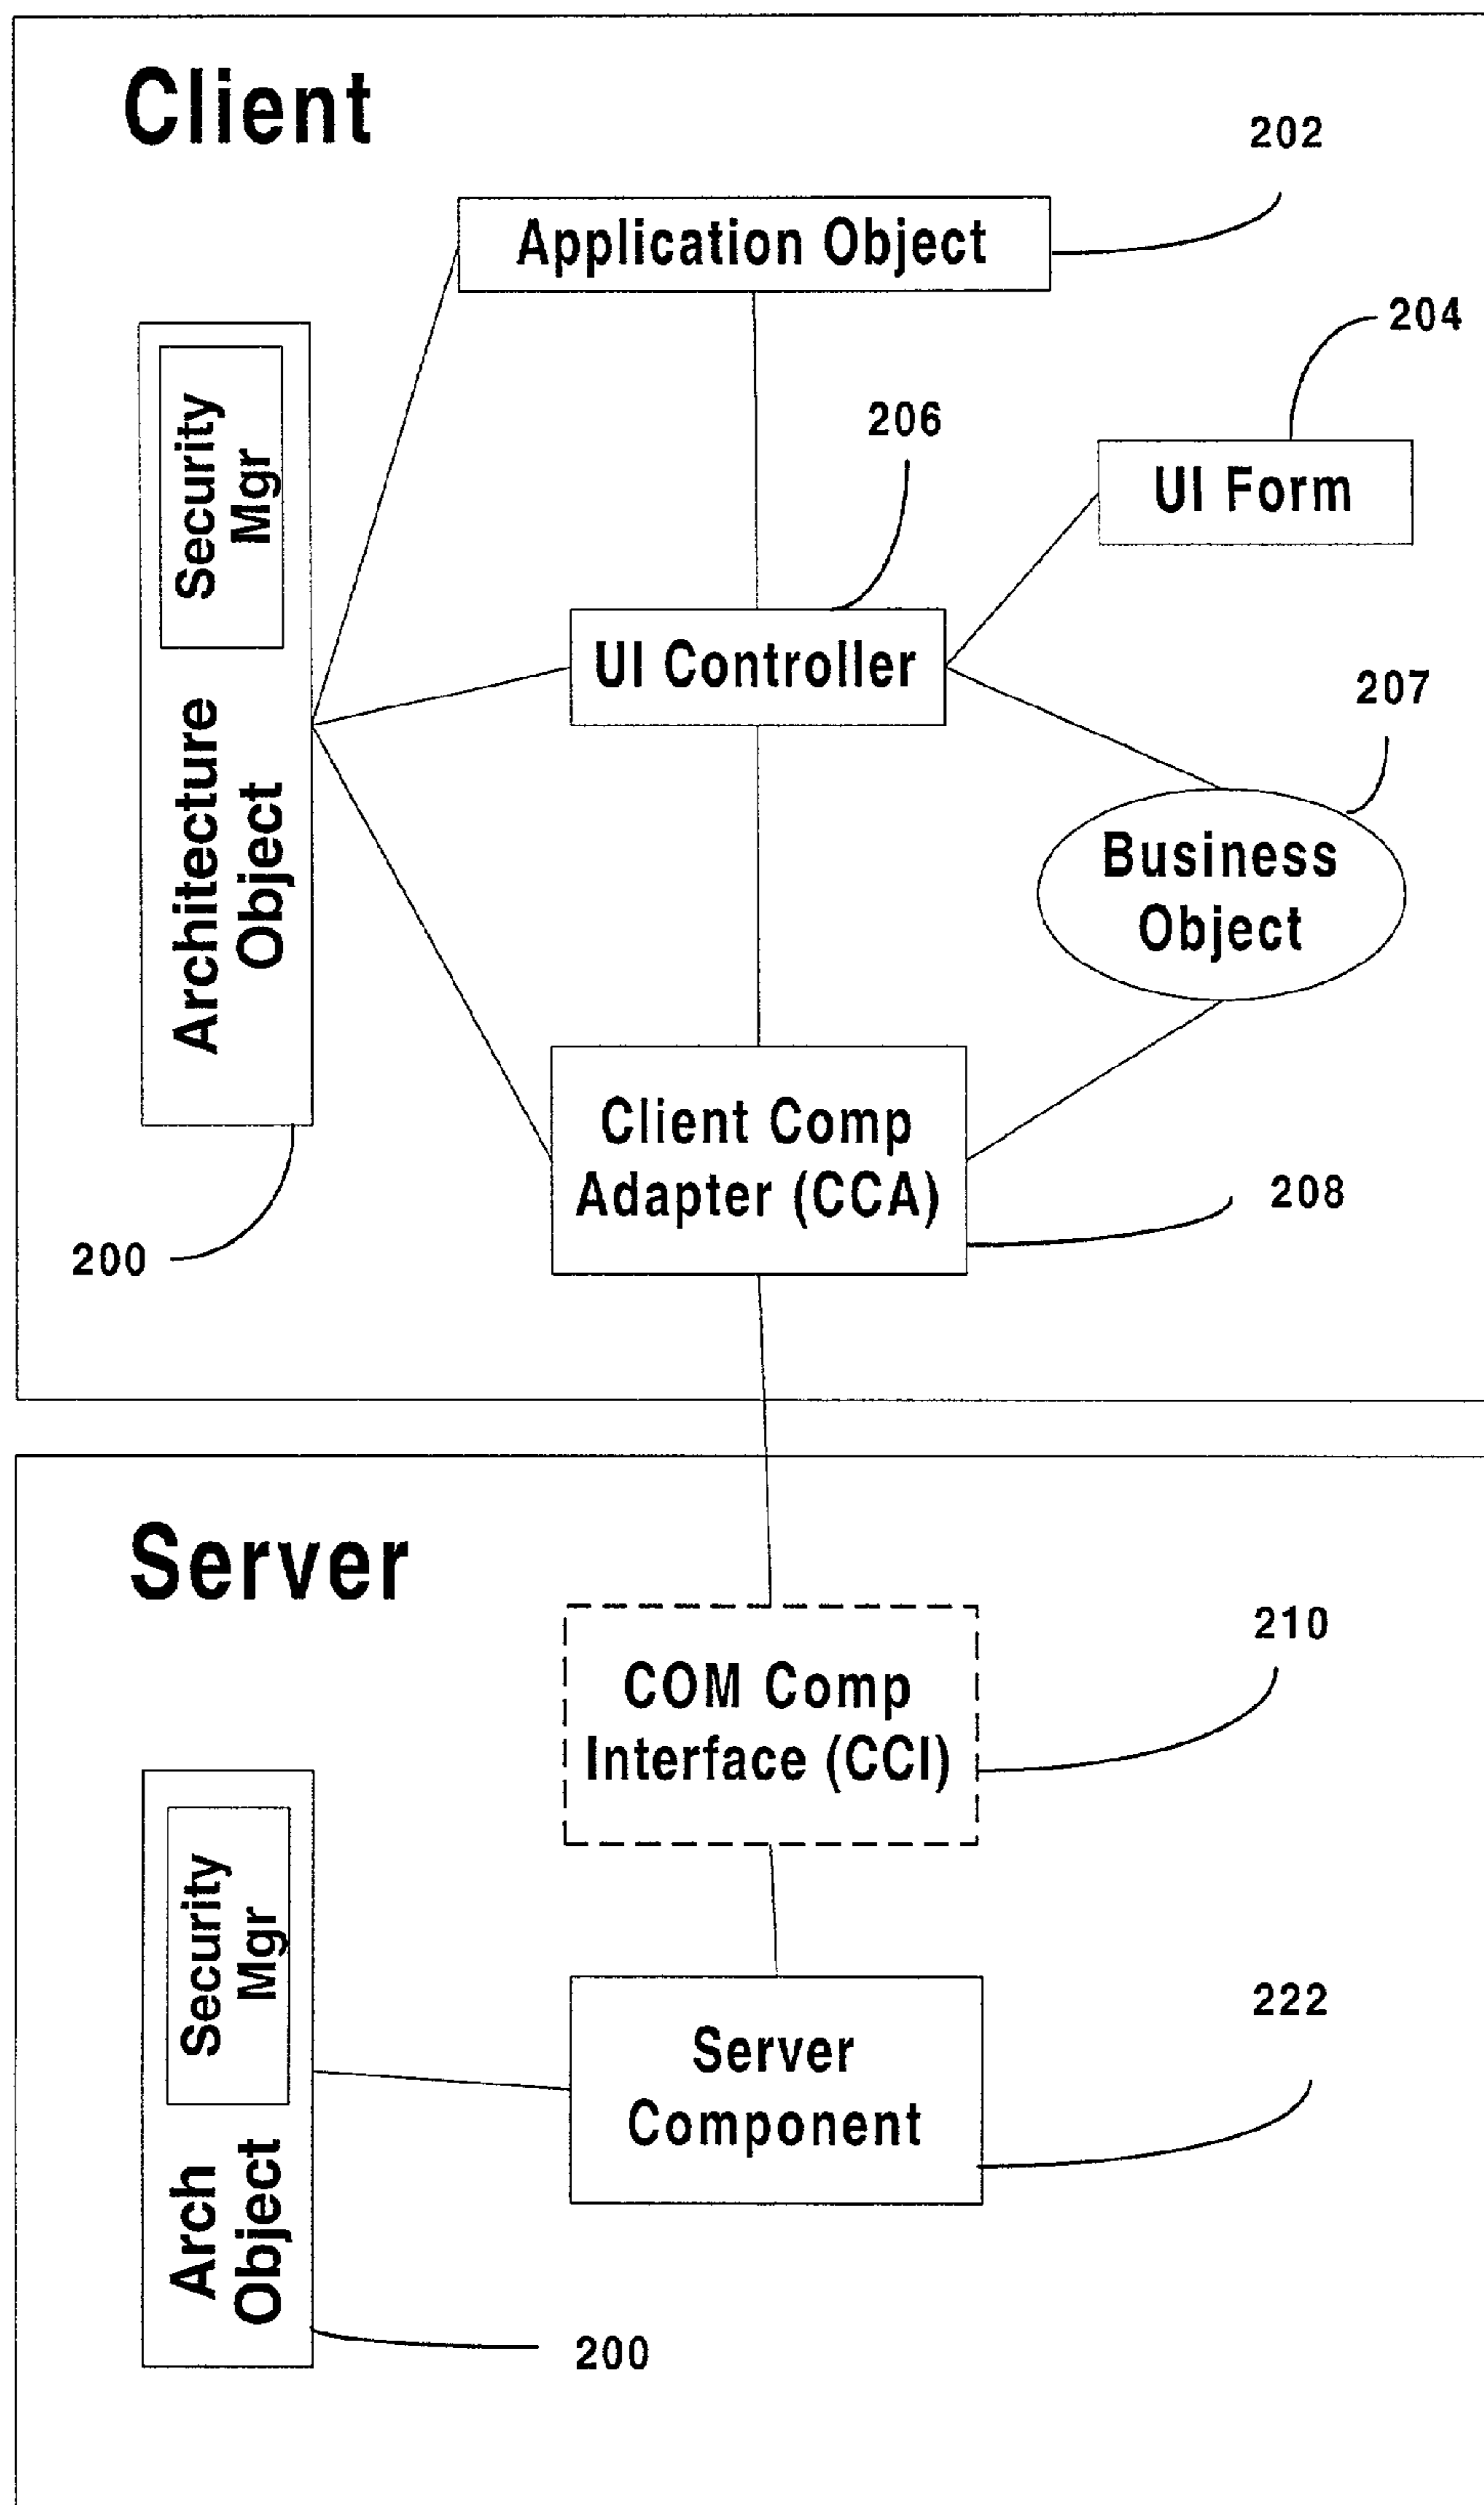 Client
202
Application Object
204
206
Security
Mgr
UI Form
UI Controller
207
Architecture
Object
Business
Object
Client Comp
Adapter (CCA)
208
200
Server
210
COM Comp
Interface (CCI)
Security
Mgr
222
Server
Component
Arch
Object
200